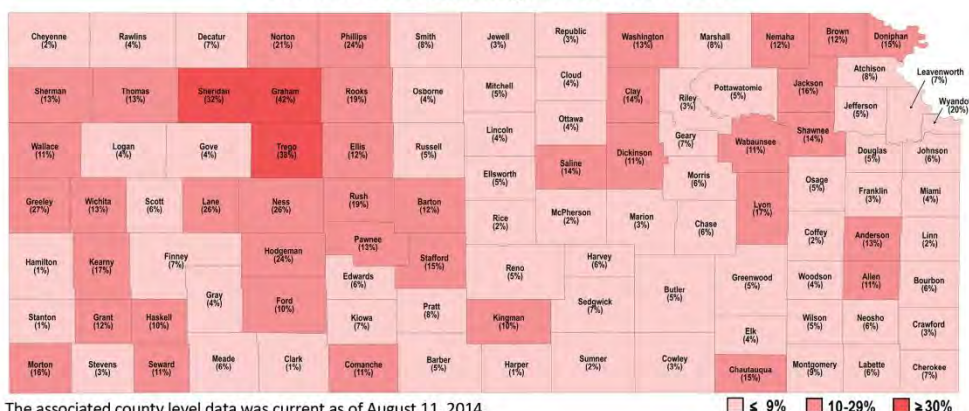 Cheyenne (2%)
Rawlins (4%)
Decatur (7%)
Norton (21%)
Phillips (24%)
Smith (8%)
Jewell (3%)
Republic (3%)
Washington (13%)
Marshall (8%)
Nemaha (12%)
Brown (12%)
Doniphan (15%)
Sherman (13%)
Thomas (13%)
Sheridan (32%)
Graham (42%)
Rooks (19%)
Osborne (4%)
Mitchell (5%)
Cloud (4%)
Clay (14%)
Riley (3%)
Pottawatomie (5%)
Jackson (16%)
Atchison (8%)
Leavenworth (7%)
Jefferson (5%)
Wyando (20%)
Ottawa (4%)
Lincoln (4%)
Geary (7%)
Wabaunsee (11%)
Shawnee (14%)
Wallace (11%)
Logan (4%)
Gove (4%)
Trego (38%)
Ellis (12%)
Russell (5%)
Saline (14%)
Dickinson (11%)
Douglas (5%)
Johnson (6%)
Ellsworth (5%)
Morris (6%)
Osage (5%)
Greeley (27%)
Wichita (13%)
Scott (6%)
Lane (26%)
Ness (26%)
Rush (19%)
Barton (12%)
Rice (2%)
McPherson (2%)
Marion (3%)
Chase (6%)
Lyon (17%)
Franklin (3%)
Miami (4%)
Coffey (2%)
Anderson (13%)
Linn (2%)
Hamilton (1%)
Kearny (17%)
Finney (7%)
Hodgeman (24%)
Pawnee (13%)
Stafford (15%)
Edwards (6%)
Reno (5%)
Harvey (6%)
Sedgwick (7%)
Butler (5%)
Greenwood (5%)
Woodson (4%)
Allen (11%)
Bourbon (6%)
Gray (4%)
Ford (10%)
Stanton (1%)
Grant (12%)
Haskell (10%)
Kiowa (7%)
Pratt (8%)
Kingman (10%)
Elk (4%)
Wilson (5%)
Neosho (6%)
Crawford (3%)
Morton (16%)
Stevens (3%)
Seward (11%)
Meade (6%)
Clark (1%)
Comanche (11%)
Barber (5%)
Harper (1%)
Sumner (2%)
Cowley (3%)
Chautauqua (15%)
Montgomery
Labette (6%)
Cherokee (7%)
The associated county level data was current as of August 11, 2014
≤ 9% 10-29% ≥30%